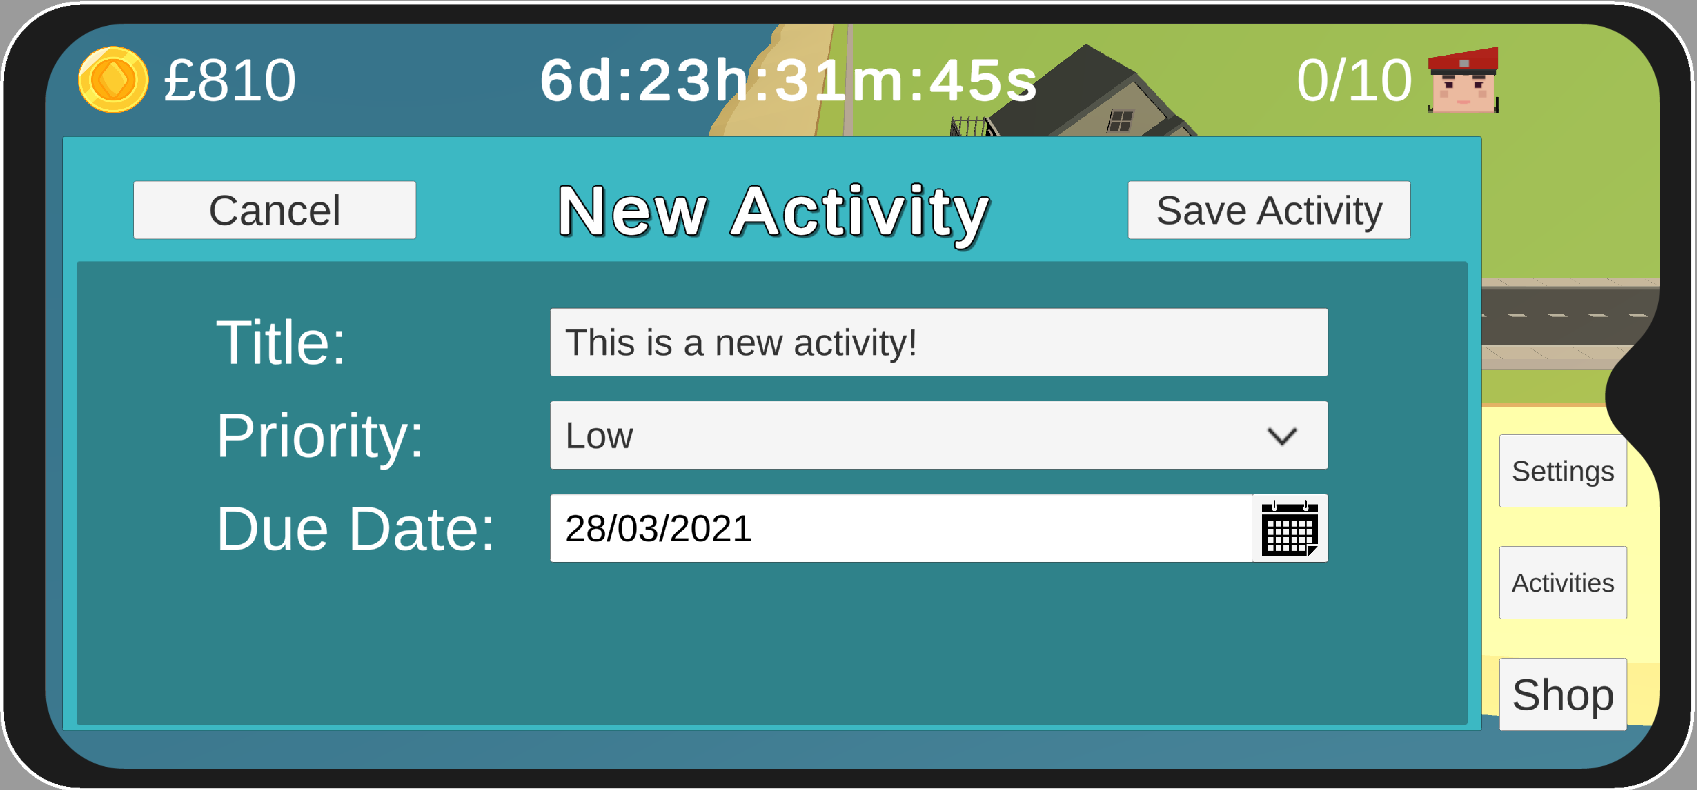 £810 6d:23h:31m:45s 0/10
Cancel New Activity Save Activity
Title: This is a new activity!
Priority: Low
Due Date: 28/03/2021
Settings
Activities
Shop